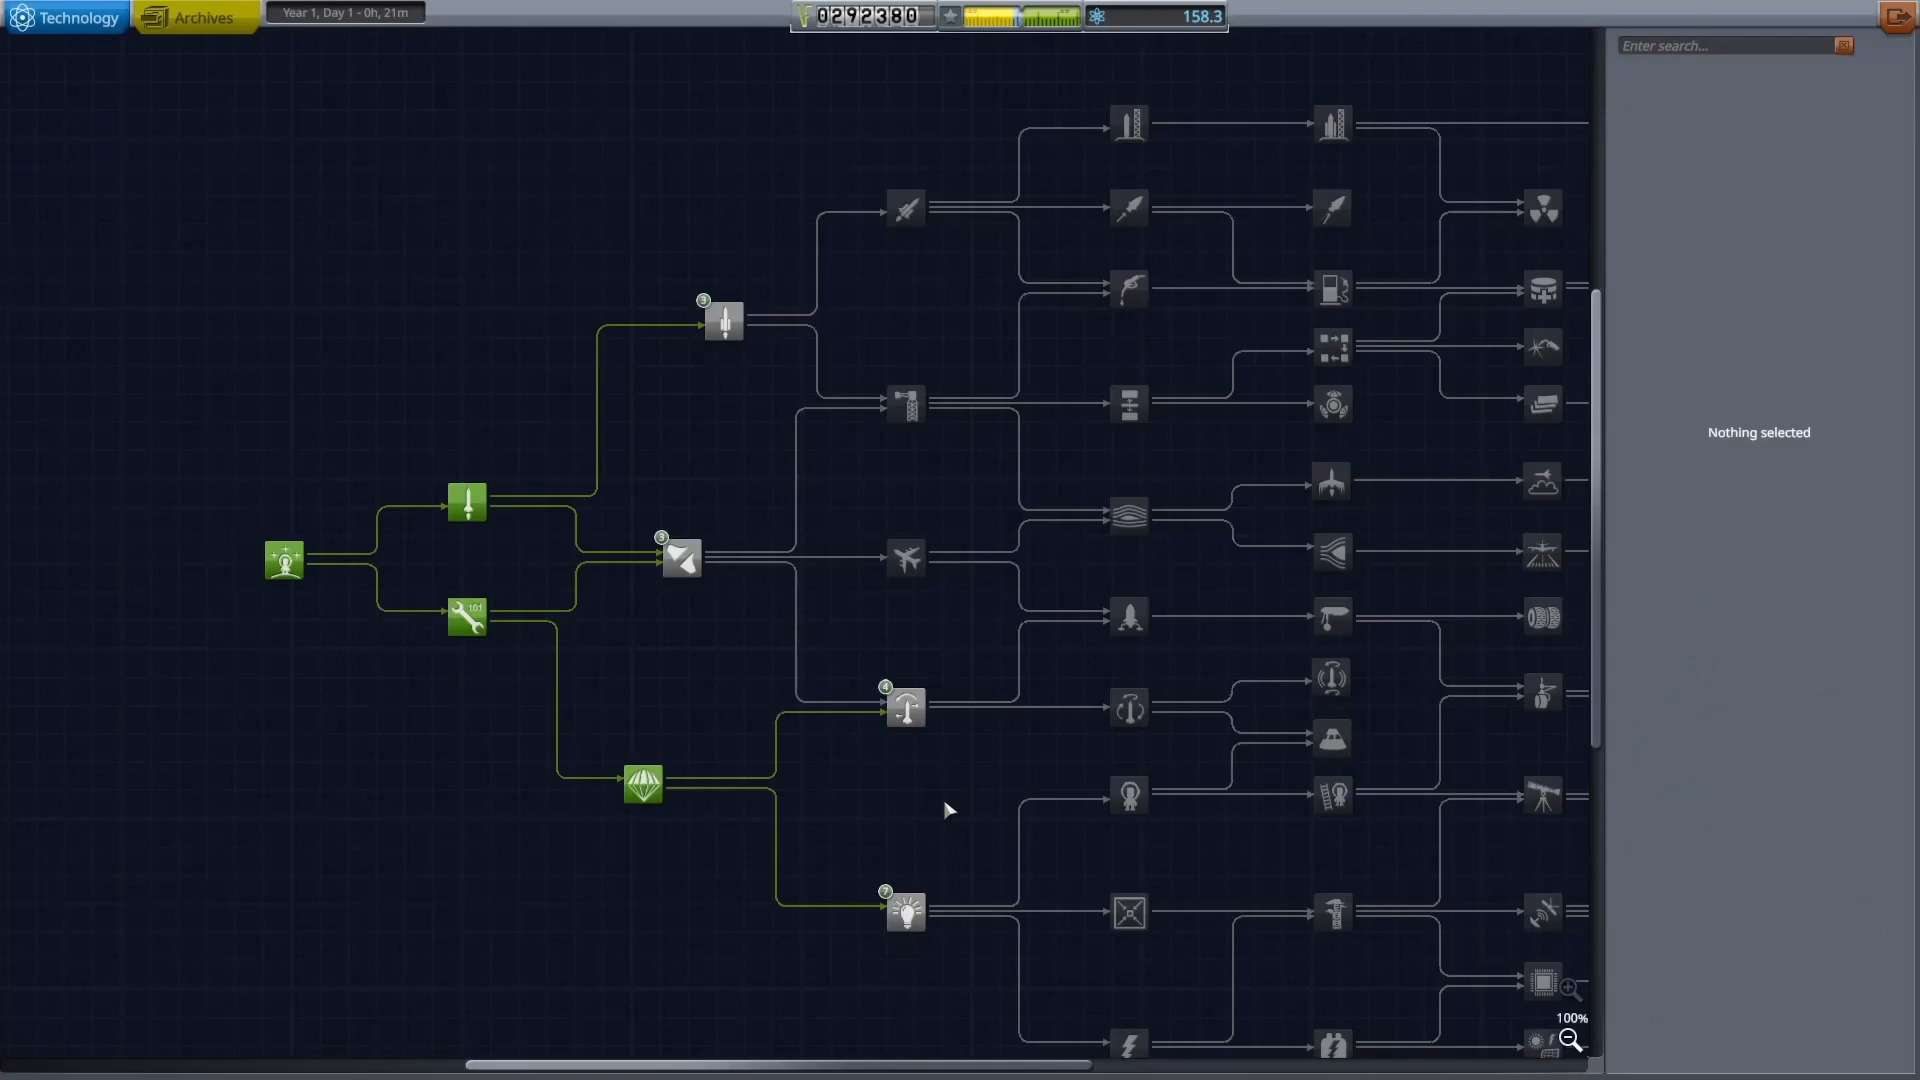 Technology
Archives
Year 1, Day 1 - 0h, 21m
0292380
158.3
Enter search...
3
3
101
Nothing selected
4
7
100%